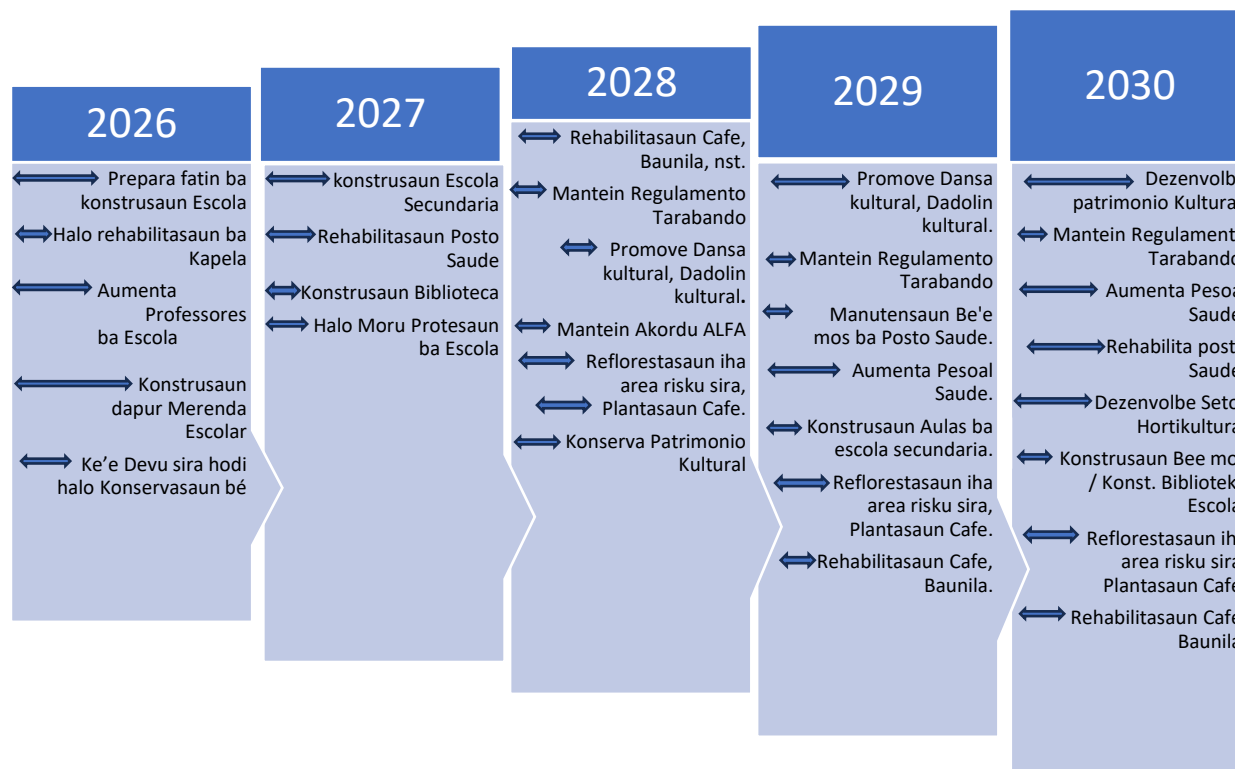 2026
Prepara fatin ba
konstrusaun Escola
Halo rehabilitasaun ba
Kapela
Aumenta
Professores
ba Escola
Konstrusaun
dapur Merenda
Escolar
Ke'e Devu sira hodi
halo Konservasaun bé
2027
konstrusaun Escola
Secundaria
Rehabilitasaun Posto
Saude
Konstrusaun Biblioteca
Halo Moru Protesaun
ba Escola
2028
Rehabilitasaun Cafe,
Baunila, nst.
Mantein Regulamento
Tarabando
Promove Dansa
kultural, Dadolin
kultural.
Mantein Akordu ALFA
Reflorestasaun iha
area risku sira,
Plantasaun Cafe.
Konserva Patrimonio
Kultural
2029
Promove Dansa
kultural, Dadolin
kultural.
Mantein Regulamento
Tarabando
Manutensaun Be'e
mos ba Posto Saude.
Aumenta Pesoal
Saude.
Konstrusaun Aulas ba
escola secundaria.
Reflorestasaun iha
area risku sira,
Plantasaun Cafe.
Rehabilitasaun Cafe,
Baunila.
2030
Dezenvolb
patrimonio Kultura
Mantein Regulament
Tarabando
Aumenta Pesoa
Saude
Rehabilita post
Saude
Dezenvolbe Seto
Hortikultura
Konstrusaun Bee mo
/ Konst. Bibliotek
Escola
Reflorestasaun ih
area risku sira
Plantasaun Cafe
Rehabilitasaun Cafe
Baunila